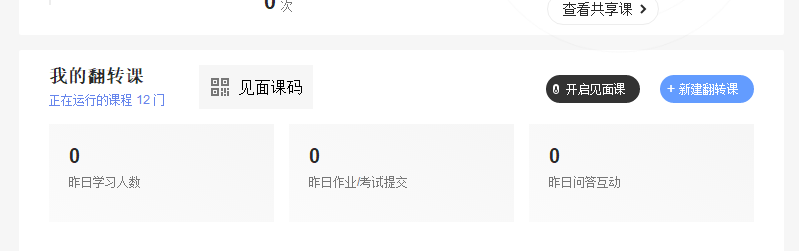 0 次
查看共享课
我的翻转课
正在运行的课程 12 门
见面课码
开启见面课
+ 新建翻转课
0
昨日学习人数
0
昨日作业/考试提交
0
昨日问答互动